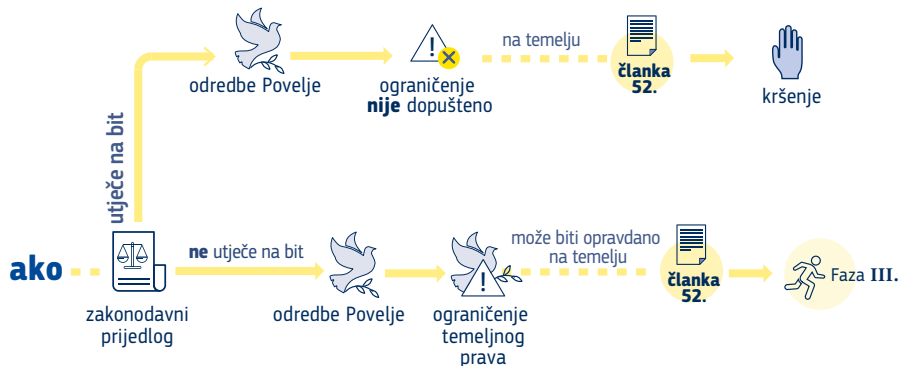 na temelju
članka
52.
odredbe Povelje
ograničenje
nije dopušteno
kršenje
utječe na bit
ako
ne utječe na bit
može biti opravdano
na temelju
članka
52.
Faza III.
zakonodavni
prijedlog
odredbe Povelje
ograničenje
temeljnog
prava